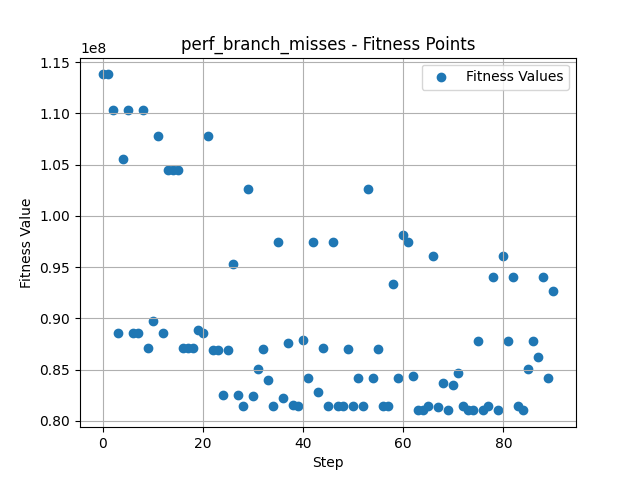 perf_branch_misses - Fitness Points
1e8
Fitness Values
1.15
1.10
1.05
1.00
0.95
0.90
0.85
0.80
Fitness Value
0 20 40 60 80
Step